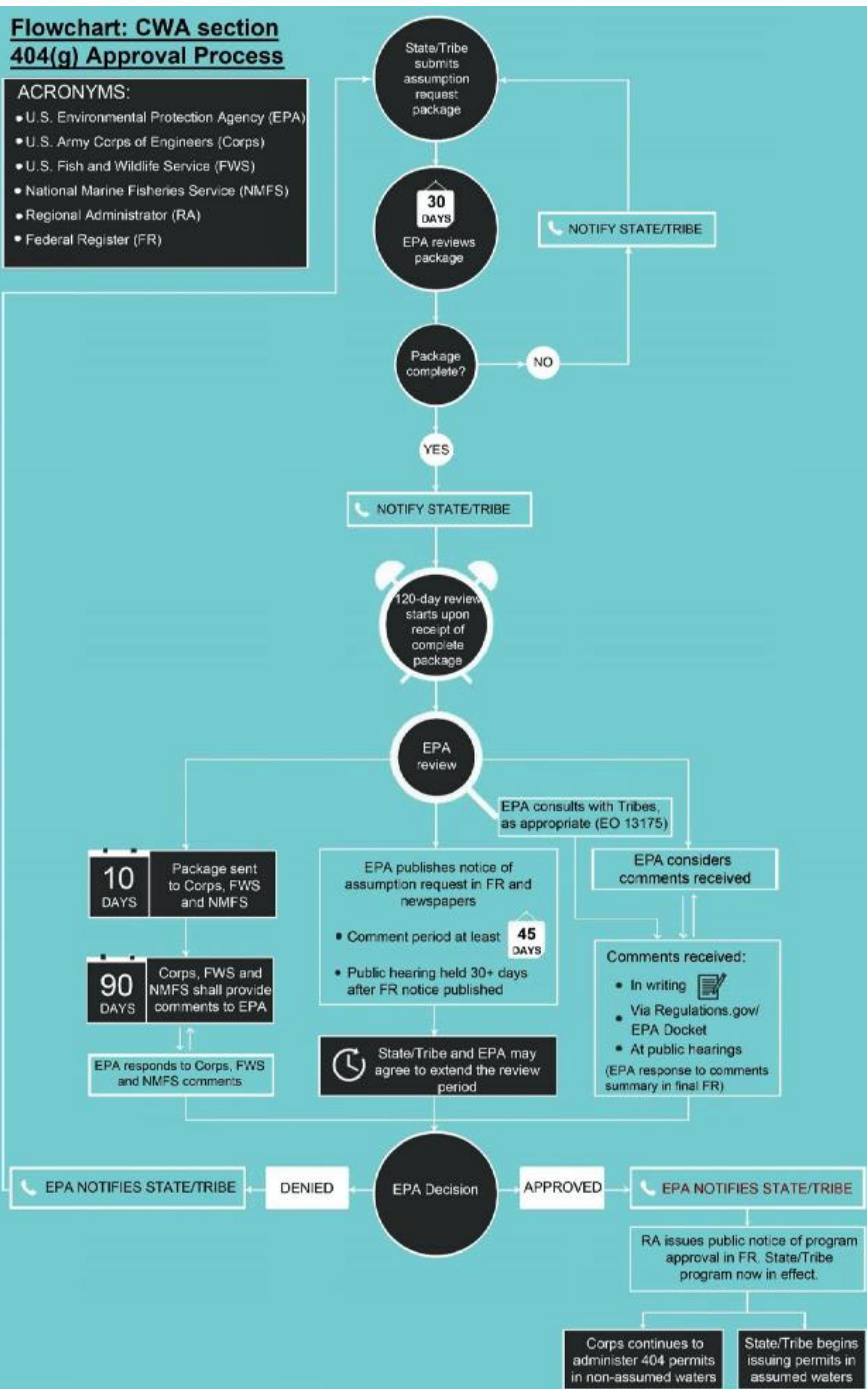 Flowchart: CWA section
404(g) Approval Process
ACRONYMS:
• U.S. Environmental Protection Agency (EPA)
• U.S. Army Corps of Engineers (Corps)
• U.S. Fish and Wildlife Service (FWS)
• National Marine Fisheries Service (NMFS)
• Regional Administrator (RA)
• Federal Register (FR)
State/Tribe
submits
assumption
request
package
30
DAYS
EPA reviews
package
NOTIFY STATE/TRIBE
Package
complete?
NO
YES
NOTIFY STATE/TRIBE
120-day review
starts upon
receipt of
complete
package
EPA
review
EPA consults with Tribes,
as appropriate (EO 13175)
10
DAYS
Package sent
to Corps, FWS
and NMFS
90
DAYS
Corps, FWS and
NMFS shall provide
comments to EPA
EPA responds to Corps, FWS
and NMFS comments
EPA publishes notice of
assumption request in FR and
newspapers
• Comment period at least
45
DAYS
• Public hearing held 30+ days
after FR notice published
State/Tribe and EPA may
agree to extend the review
period
EPA considers
comments received
Comments received:
• In writing
• Via Regulations.gov/
EPA Docket
• At public hearings
(EPA response to comments
summary in final FR)
EPA NOTIFIES STATE/TRIBE
DENIED
EPA Decision
APPROVED
EPA NOTIFIES STATE/TRIBE
RA issues public notice of program
approval in FR. State/Tribe
program now in effect.
Corps continues to
administer 404 permits
in non-assumed waters
State/Tribe begins
issuing permits in
assumed waters